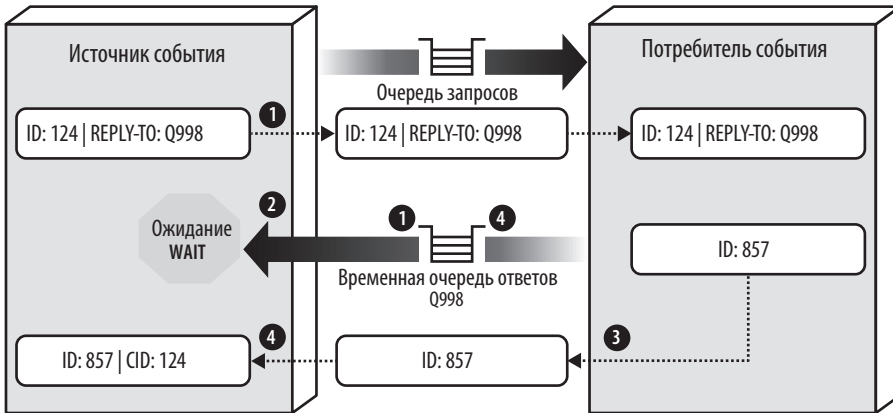 Источник события
Потребитель события
Очередь запросов
ID: 124 | REPLY-TO: Q998
1
ID: 124 | REPLY-TO: Q998
ID: 124 | REPLY-TO: Q998
2
Ожидание
WAIT
1
4
Временная очередь ответов
Q998
ID: 857
3
ID: 857 | CID: 124
4
ID: 857